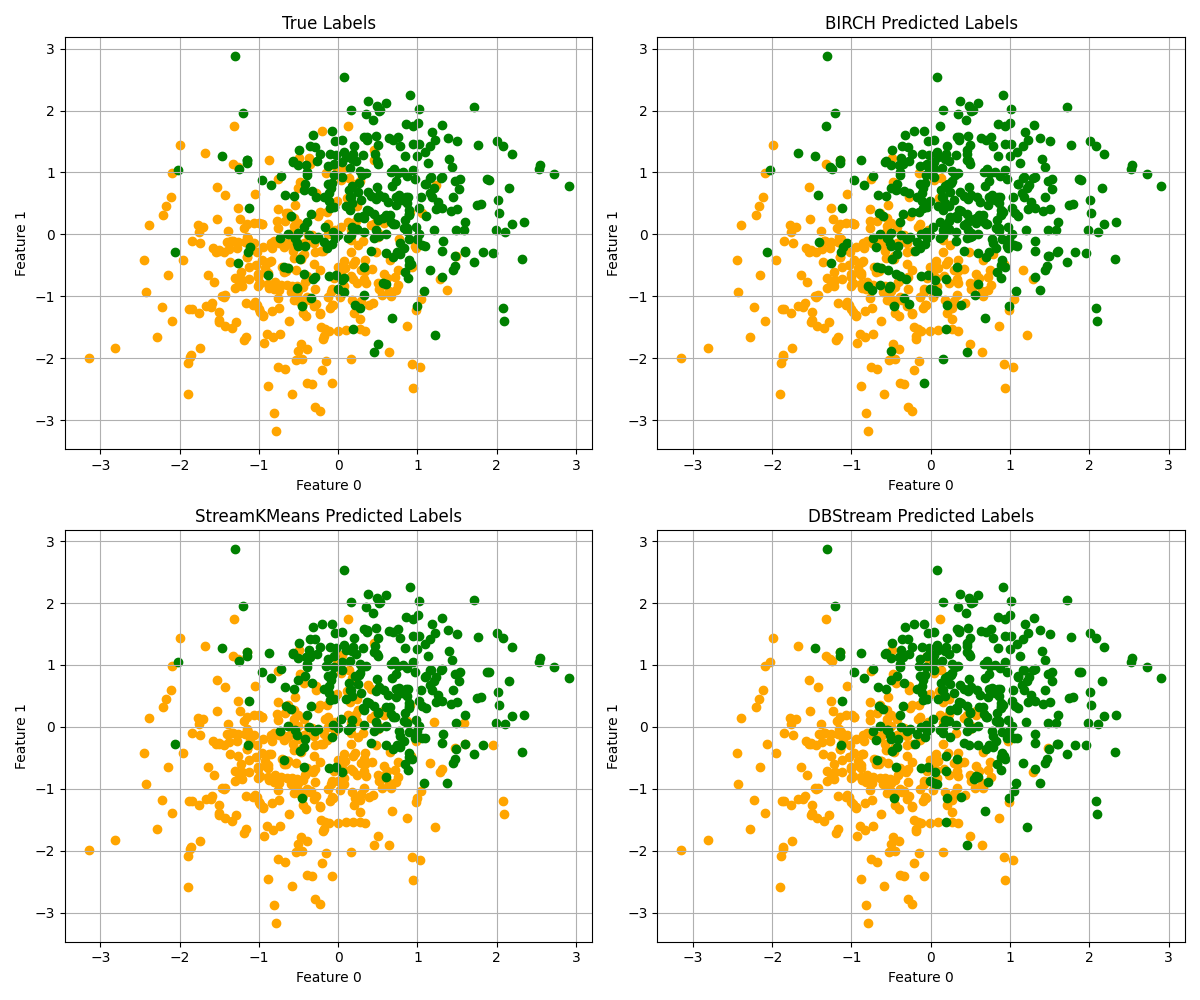 True Labels
BIRCH Predicted Labels
3
2
1
0
−1
−2
−3
Feature 1
−3 −2 −1 0 1 2 3
Feature 0
3
2
1
0
−1
−2
−3
Feature 1
−3 −2 −1 0 1 2 3
Feature 0
StreamKMeans Predicted Labels
DBStream Predicted Labels
3
2
1
0
−1
−2
−3
Feature 1
−3 −2 −1 0 1 2 3
Feature 0
3
2
1
0
−1
−2
−3
Feature 1
−3 −2 −1 0 1 2 3
Feature 0